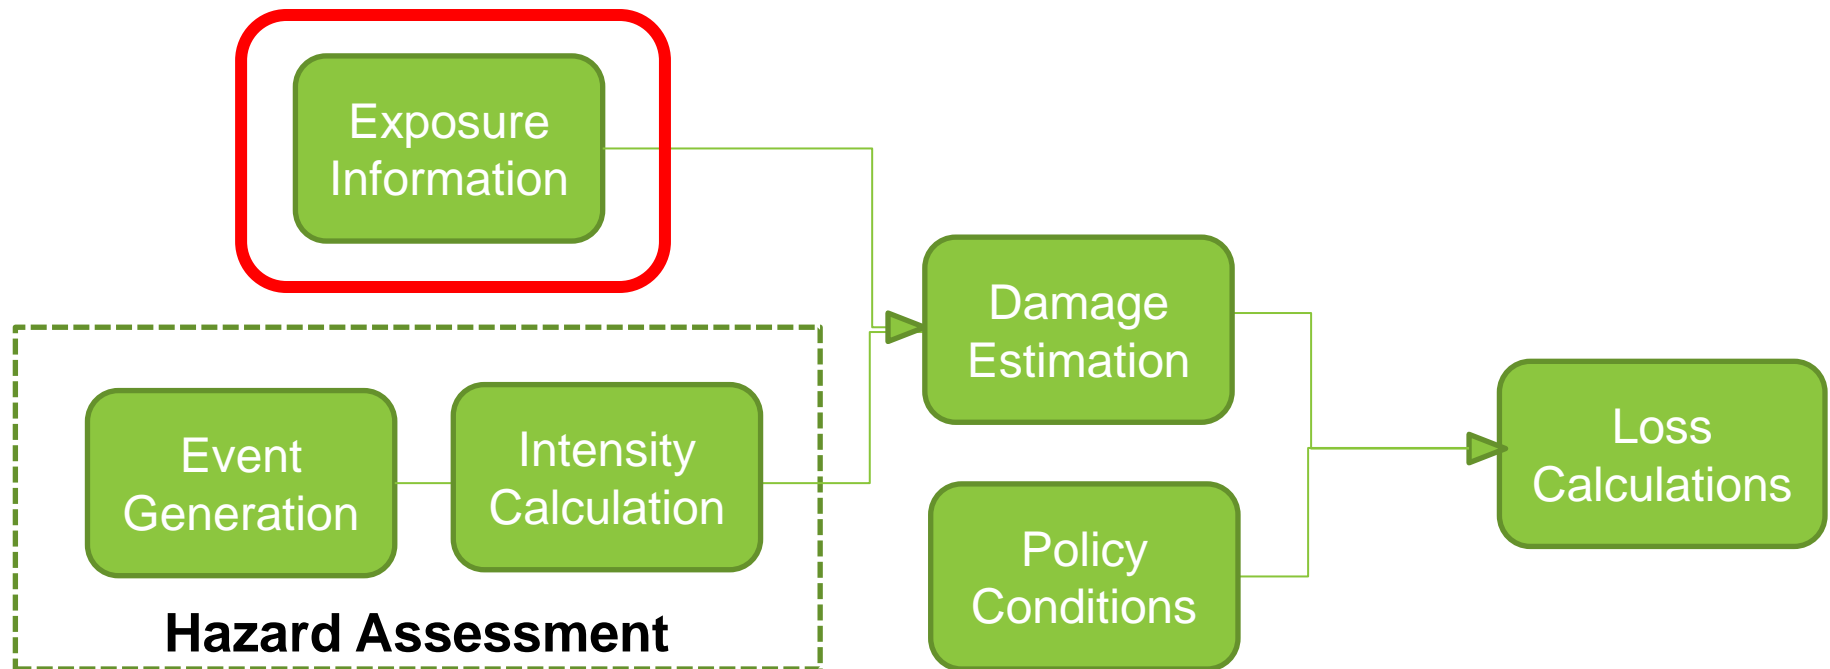 Exposure
Information
Event
Generation
Intensity
Calculation
Hazard Assessment
Damage
Estimation
Policy
Conditions
Loss
Calculations